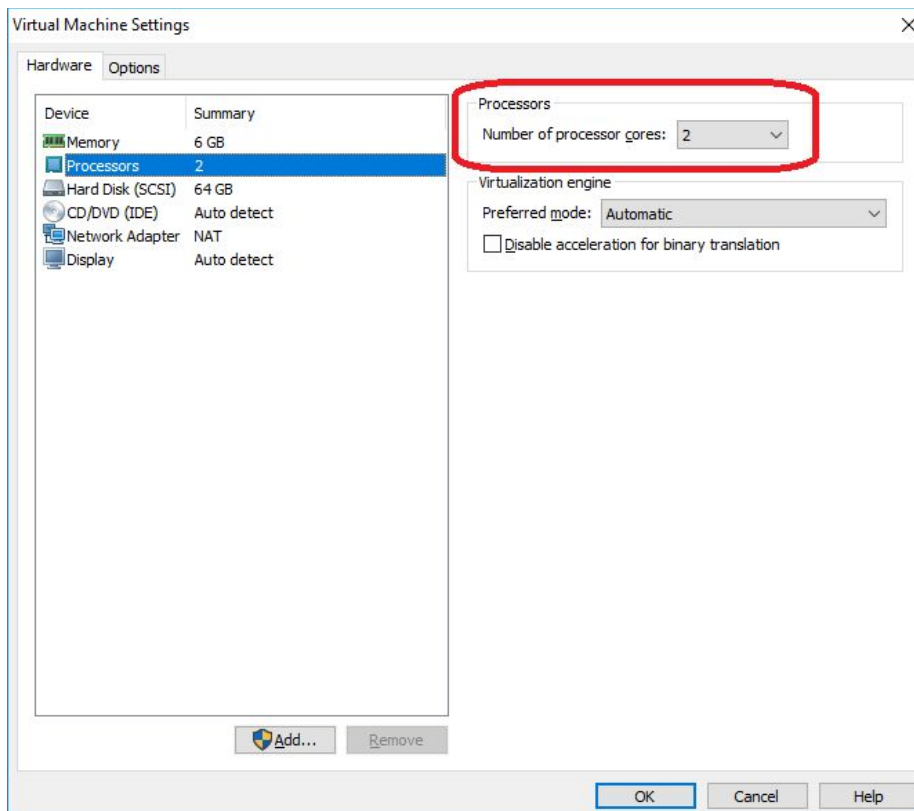 Virtual Machine Settings
Hardware Options
Device Summary
Memory 6 GB
Processors 2
Hard Disk (SCSI) 64 GB
CD/DVD (IDE) Auto detect
Network Adapter NAT
Display Auto detect
Add... Remove
Processors
Number of processor cores: 2
Virtualization engine
Preferred mode: Automatic
Disable acceleration for binary translation
OK Cancel Help